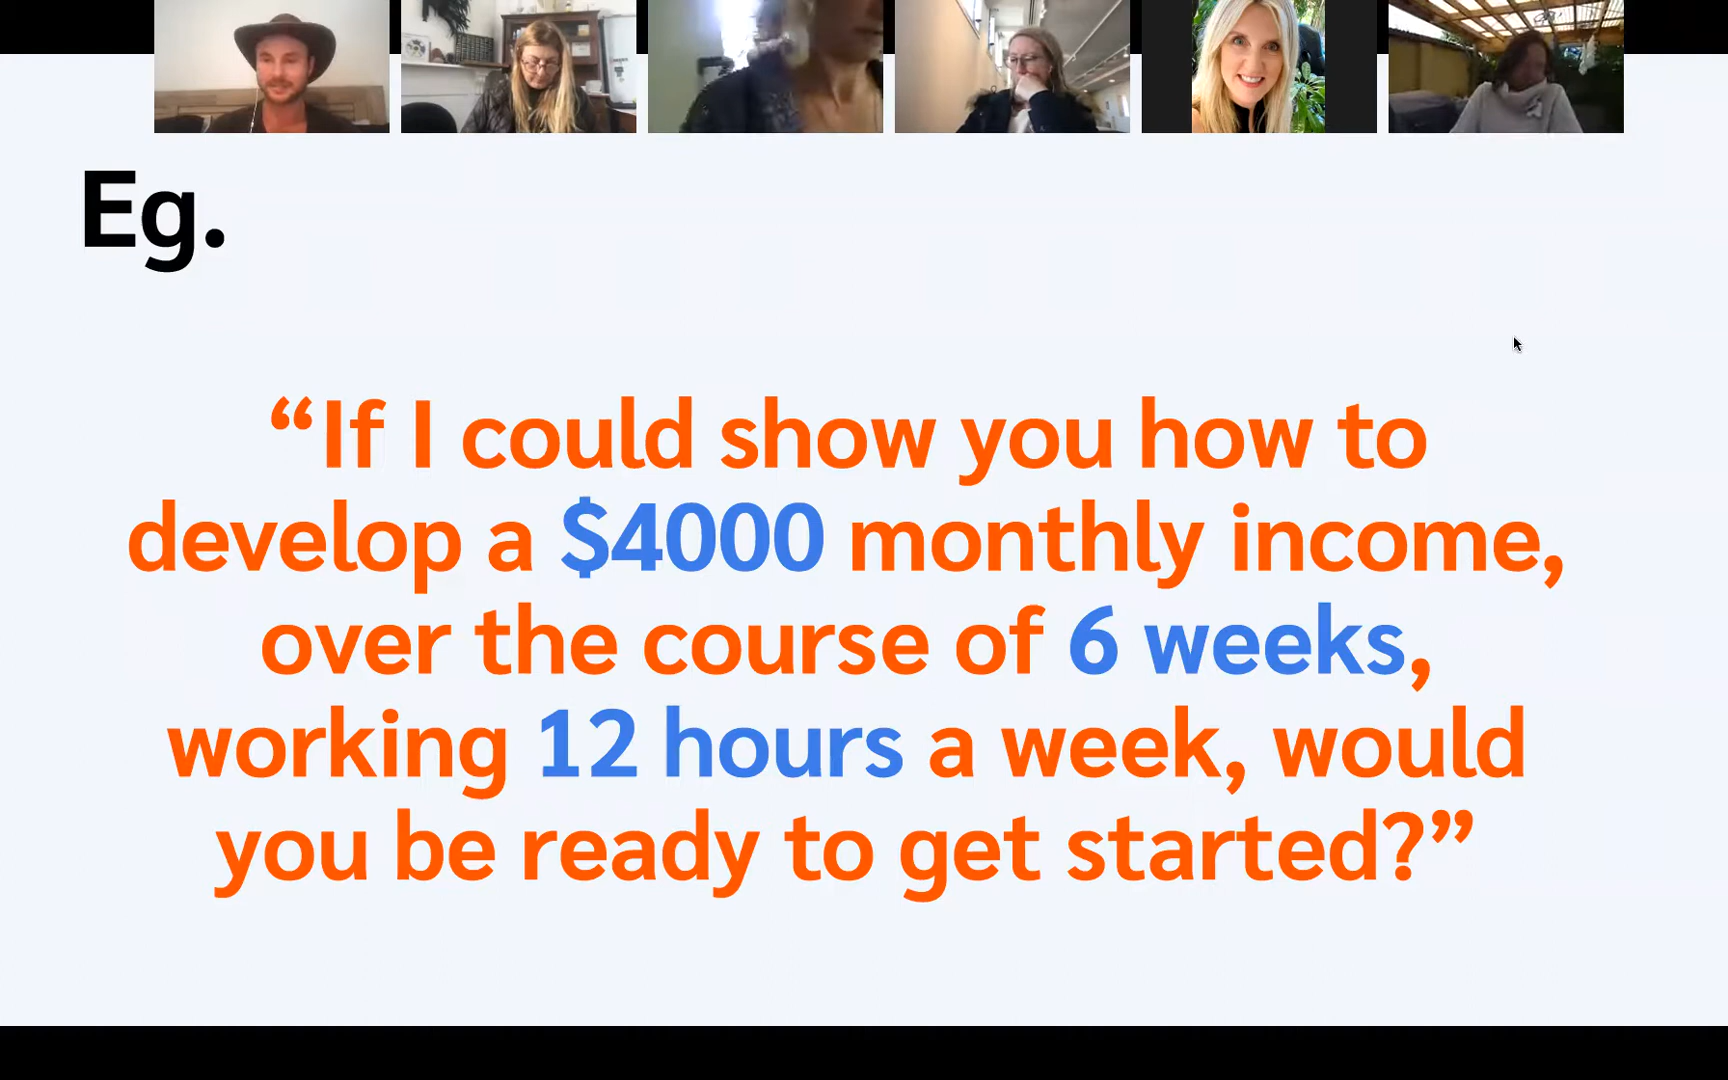 Eg.
“If I could show you how to
develop a $4000 monthly income,
over the course of 6 weeks,
working 12 hours a week, would
you be ready to get started?”